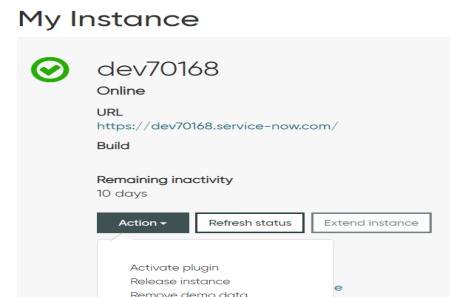 My Instance
dev70168
Online
URL
https://dev70168.service-now.com/
Build
Remaining inactivity
10 days
Action
Refresh status
Extend instance
Activate plugin
Release instance
Remove demo data